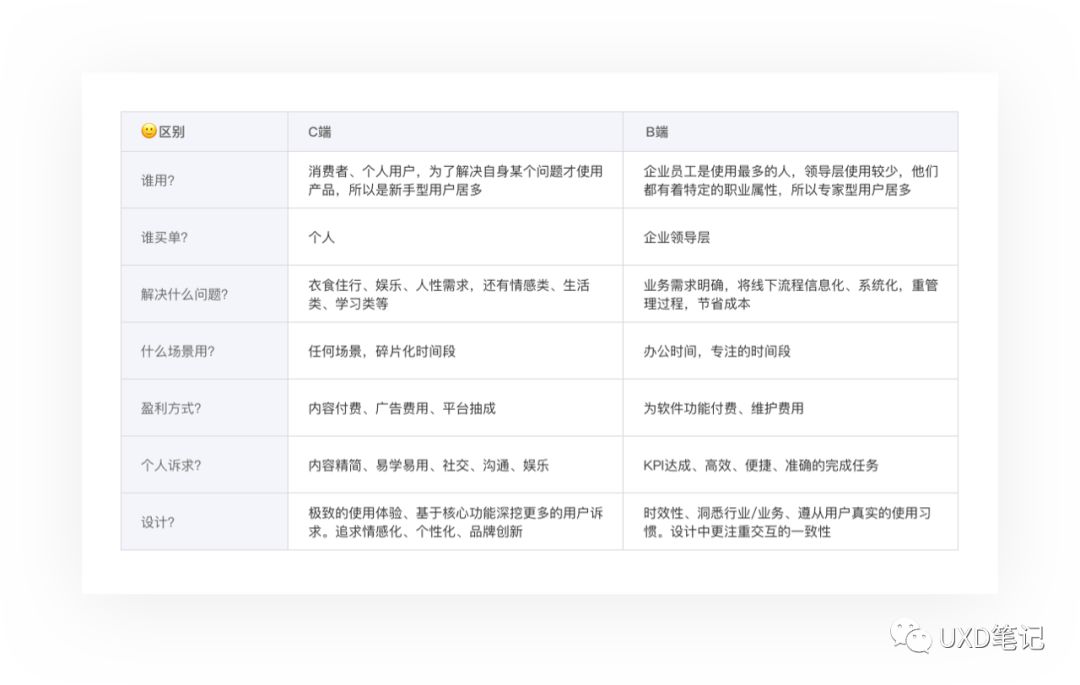 🙂区别
C端
B端
谁用?
消费者、个人用户，为了解决自身某个问题才使用
产品，所以是新手型用户居多
企业员工是使用最多的人，领导层使用较少，他们
都有着特定的职业属性，所以专家型用户居多
谁买单?
个人
企业领导层
解决什么问题?
衣食住行、娱乐、人性需求，还有情感类、生活
类、学习类等
业务需求明确，将线下流程信息化、系统化，重管
理过程，节省成本
什么场景用?
任何场景，碎片化时间段
办公时间，专注的时间段
盈利方式?
内容付费、广告费用、平台抽成
为软件功能付费、维护费用
个人诉求?
内容精简、易学易用、社交、沟通、娱乐
KPI达成、高效、便捷、准确的完成任务
设计?
极致的使用体验、基于核心功能深挖更多的用户诉
求。追求情感化、个性化、品牌创新
时效性、洞悉行业/业务、遵从用户真实的使用习
惯。设计中更注重交互的一致性
UXD笔记